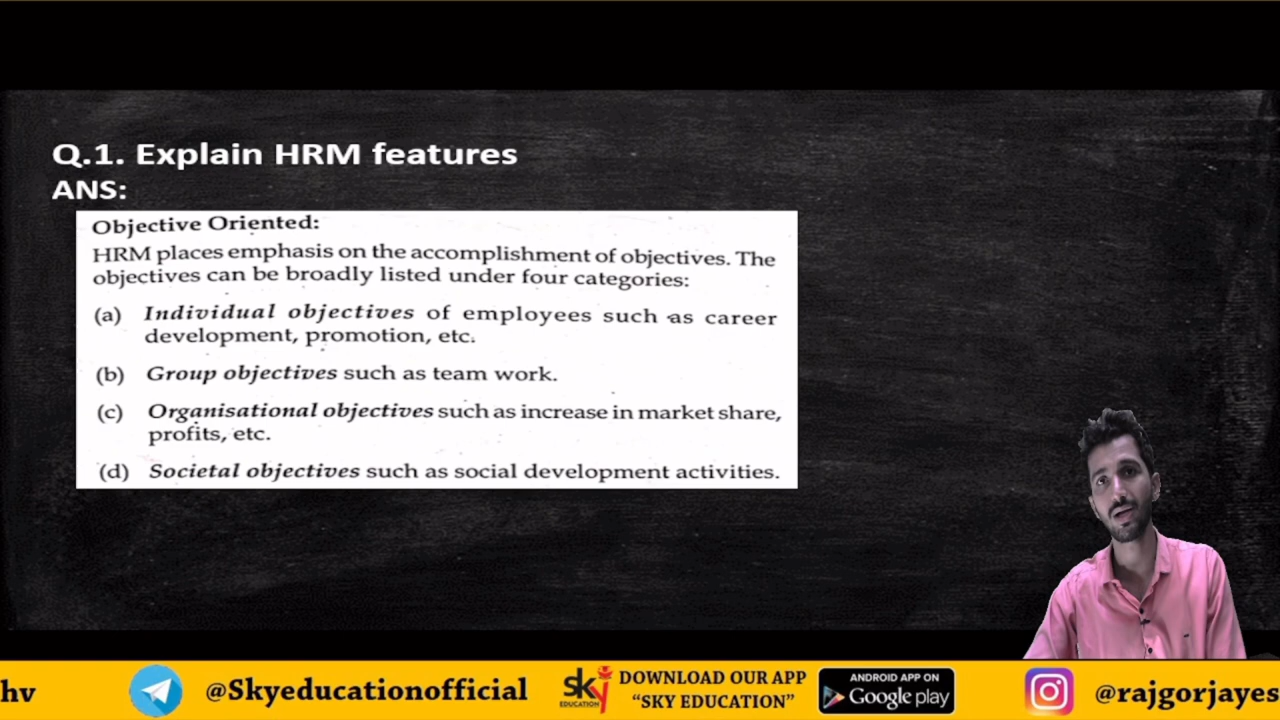 Q.1. Explain HRM features
ANS:
Objective Oriented:
HRM places emphasis on the accomplishment of objectives. The
objectives can be broadly listed under four categories:
(a) Individual objectives of employees such as career
development, promotion, etc.
(b) Group objectives such as team work.
(c) Organisational objectives such as increase in market share,
profits, etc.
(d) Societal objectives such as social development activities.
hv
@Skyeducationofficial
sky
EDUCATION
DOWNLOAD OUR APP
“SKY EDUCATION”
ANDROID APP ON
Google play
@rajgorjayes